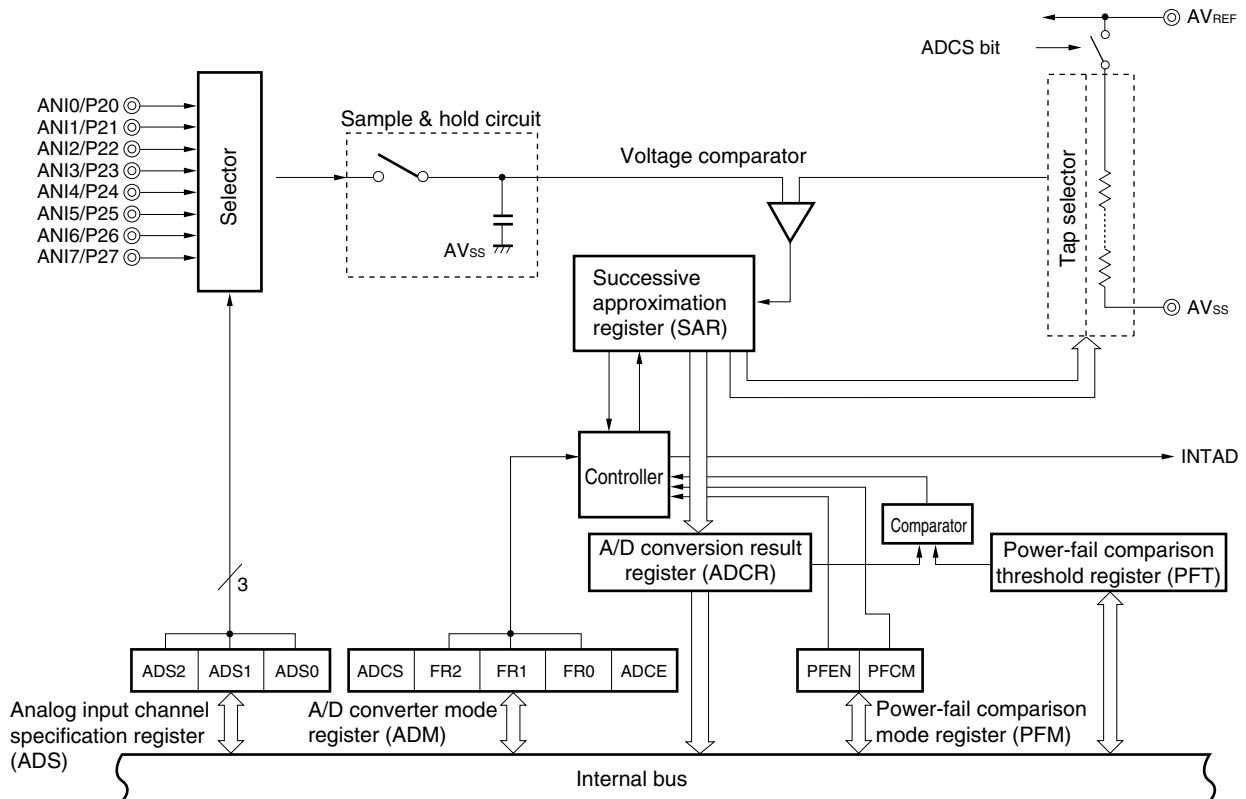 AVREF
ADCS bit
ANI0/P20
ANI1/P21
ANI2/P22
ANI3/P23
ANI4/P24
ANI5/P25
ANI6/P26
ANI7/P27
Selector
Sample & hold circuit
AVSS
Voltage comparator
Tap selector
AVSS
Successive
approximation
register (SAR)
Controller
INTAD
Comparator
A/D conversion result
register (ADCR)
Power-fail comparison
threshold register (PFT)
3
ADS2 ADS1 ADS0
ADCS FR2 FR1 FR0 ADCE
PFEN PFCM
Analog input channel
specification register
(ADS)
A/D converter mode
register (ADM)
Power-fail comparison
mode register (PFM)
Internal bus